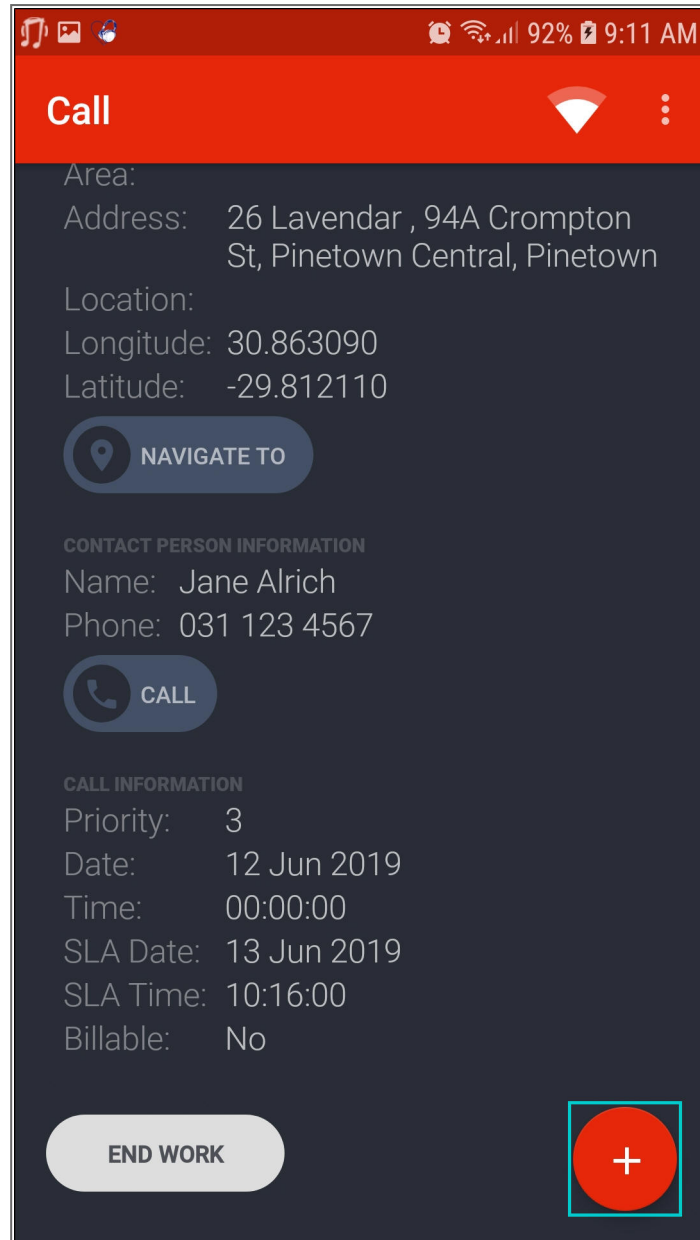 92% 9:11 AM
Call
Area:
Address: 26 Lavendar , 94A Crompton
St, Pinetown Central, Pinetown
Location:
Longitude: 30.863090
Latitude: -29.812110
NAVIGATE TO
CONTACT PERSON INFORMATION
Name: Jane Alrich
Phone: 031 123 4567
CALL
CALL INFORMATION
Priority: 3
Date: 12 Jun 2019
Time: 00:00:00
SLA Date: 13 Jun 2019
SLA Time: 10:16:00
Billable: No
END WORK
+